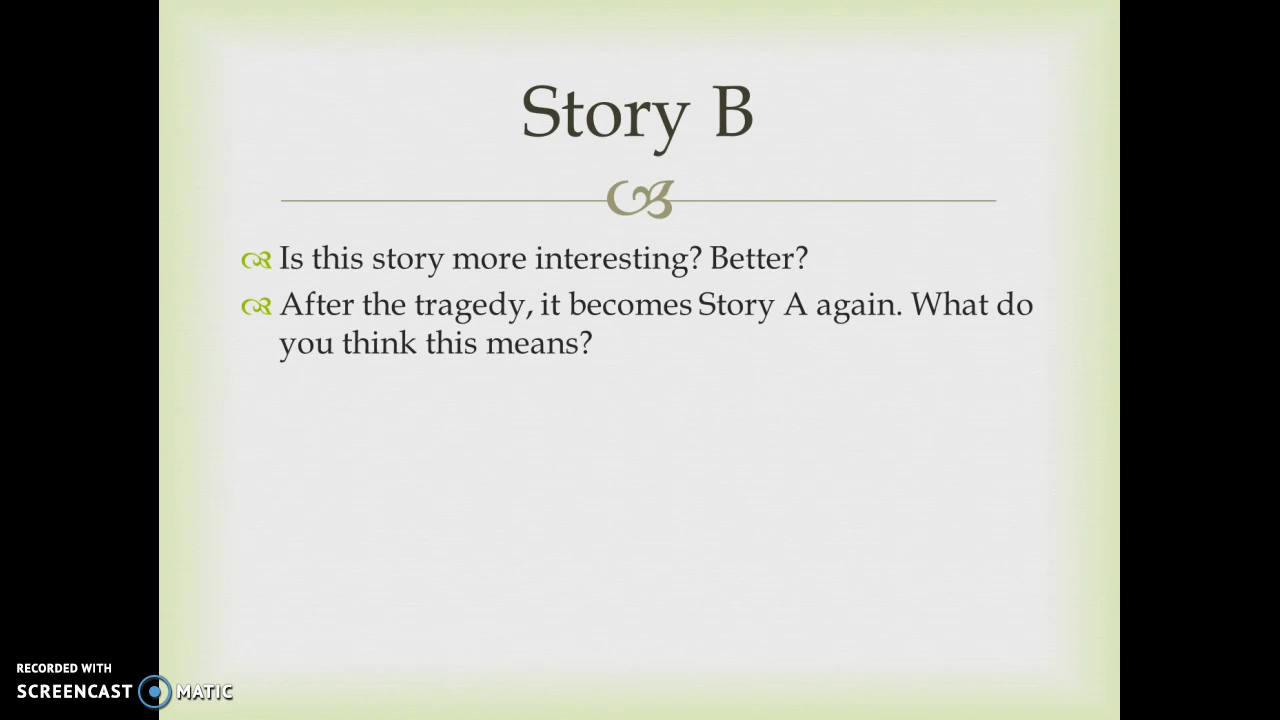 Story B
Is this story more interesting? Better?
After the tragedy, it becomes Story A again. What do
you think this means?
RECORDED WITH
SCREENCAST MATIC